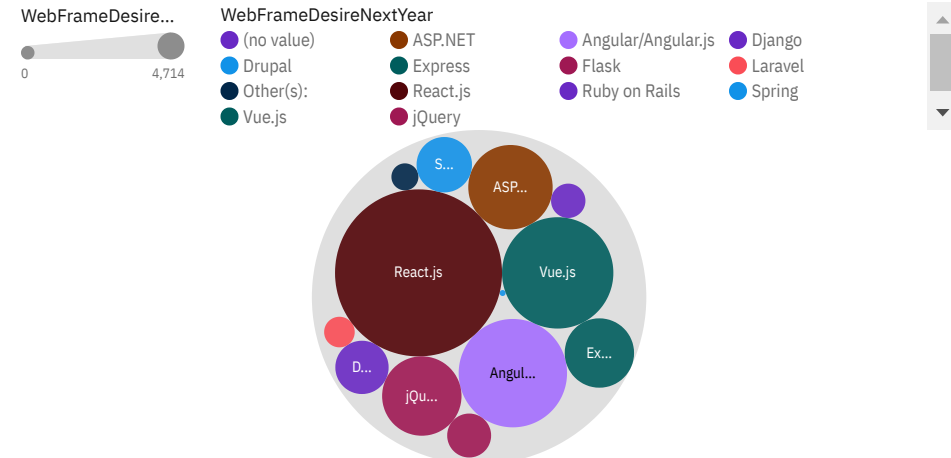 WebFrameDesire...
0 4,714
WebFrameDesireNextYear
(no value) ASP.NET Angular/Angular.js Django
Drupal Express Flask Laravel
Other(s): React.js Ruby on Rails Spring
Vue.js jQuery
S...
ASP...
React.js
Vue.js
Ex...
D...
Angul...
jQu...